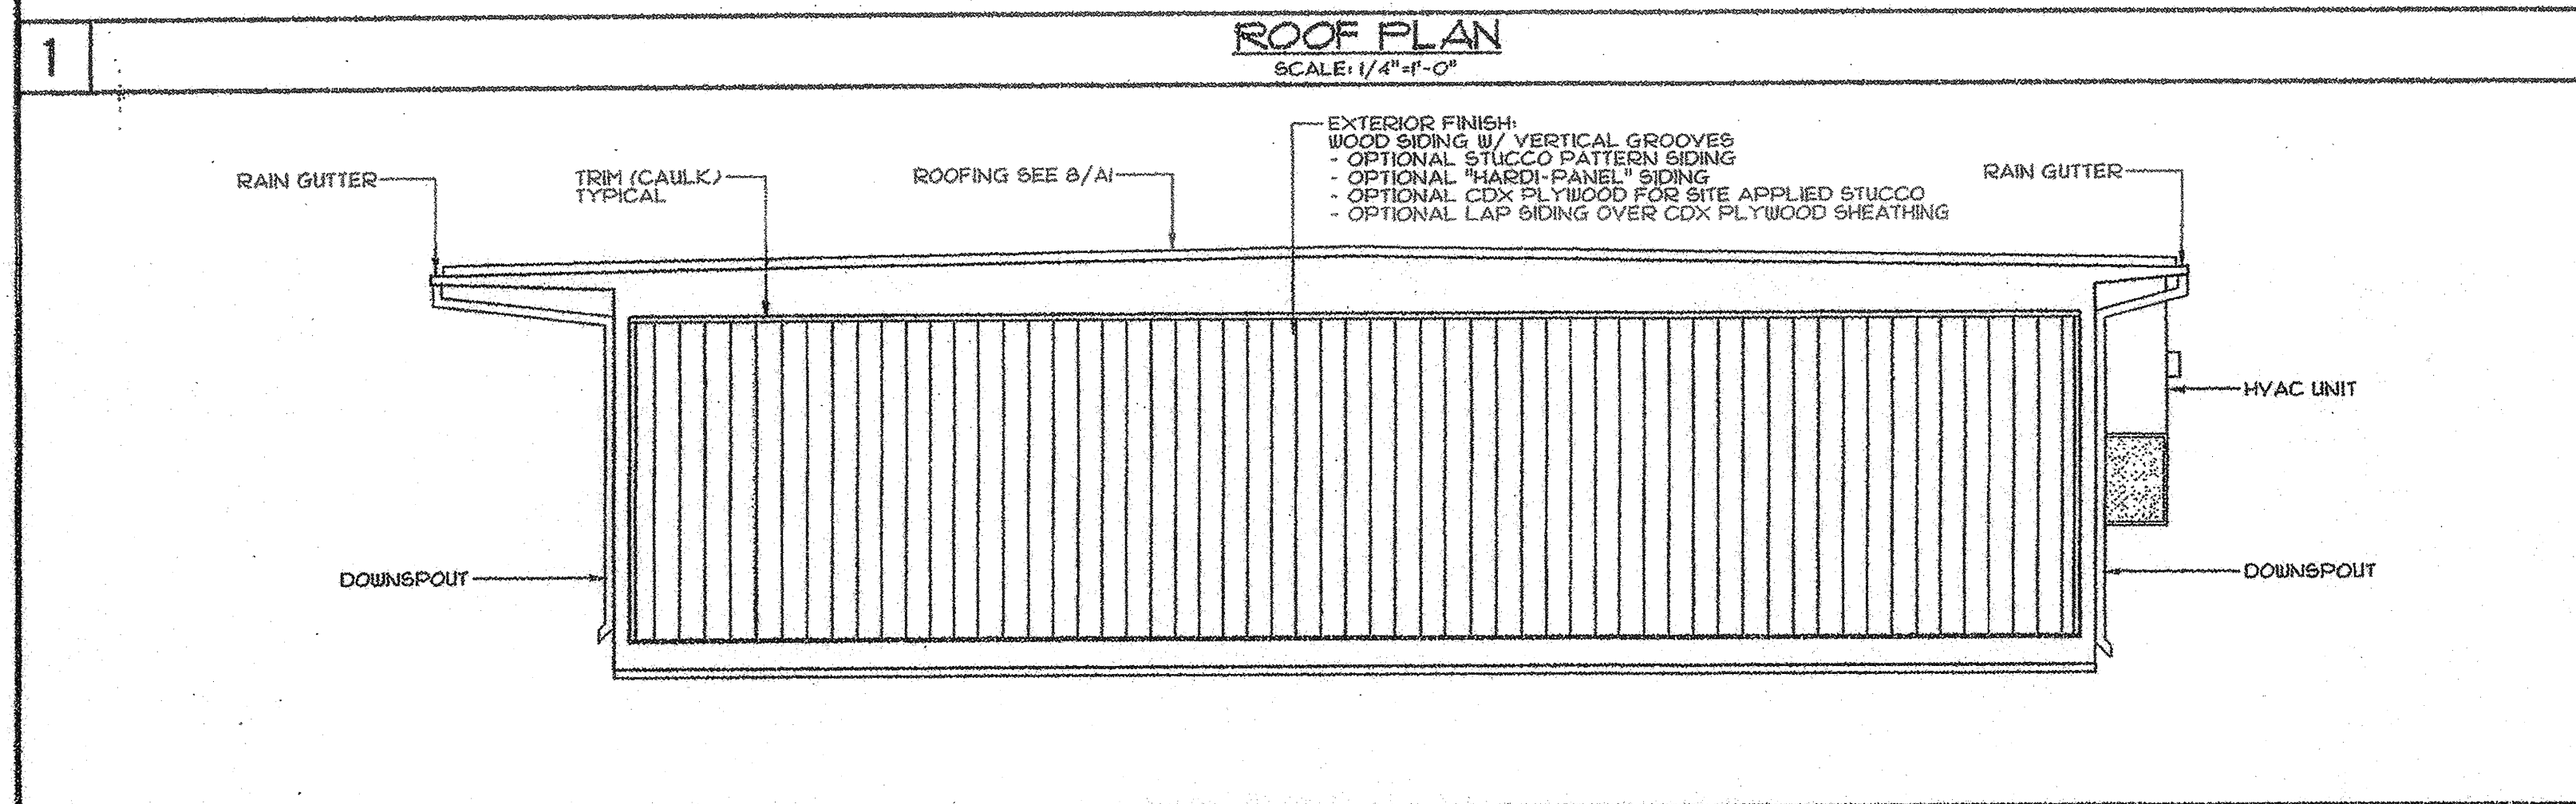 1
ROOF PLAN
SCALE: 1/4"=1'-0"
EXTERIOR FINISH:
WOOD SIDING W/ VERTICAL GROOVES
- OPTIONAL STUCCO PATTERN SIDING
- OPTIONAL "HARDI-PANEL" SIDING
- OPTIONAL CDX PLYWOOD FOR SITE APPLIED STUCCO
- OPTIONAL LAP SIDING OVER CDX PLYWOOD SHEATHING
RAIN GUTTER
TRIM (CAULK)
TYPICAL
ROOFING SEE 8/A1
RAIN GUTTER
HVAC UNIT
DOWNSPOUT
DOWNSPOUT